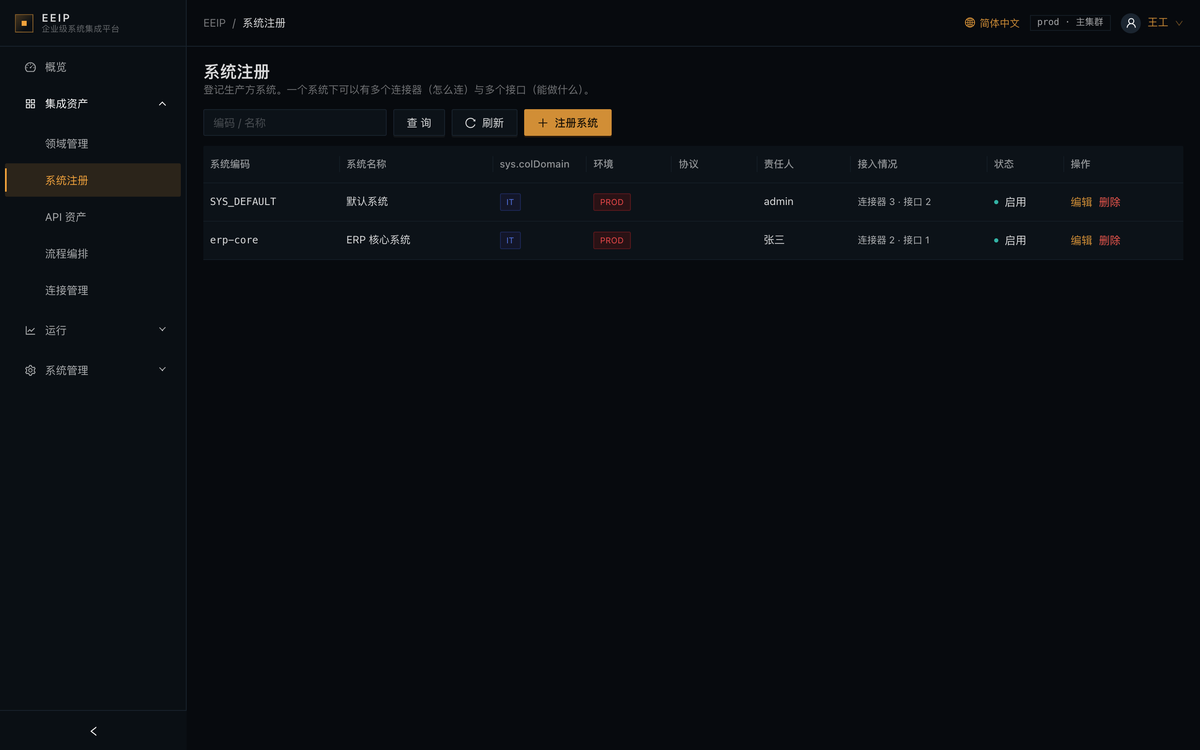 EEIP
企业级系统集成平台
EEIP / 系统注册
简体中文
prod · 主集群
王工
概览
集成资产
领域管理
系统注册
API 资产
流程编排
连接管理
运行
系统管理
系统注册
登记生产方系统。一个系统下可以有多个连接器（怎么连）与多个接口（能做什么）。
编码 / 名称
查 询
刷新
注册系统
系统编码 系统名称 sys.colDomain 环境 协议 责任人 接入情况 状态 操作
SYS_DEFAULT 默认系统 IT PROD admin 连接器 3 · 接口 2 启用 编辑 删除
erp-core ERP 核心系统 IT PROD 张三 连接器 2 · 接口 1 启用 编辑 删除